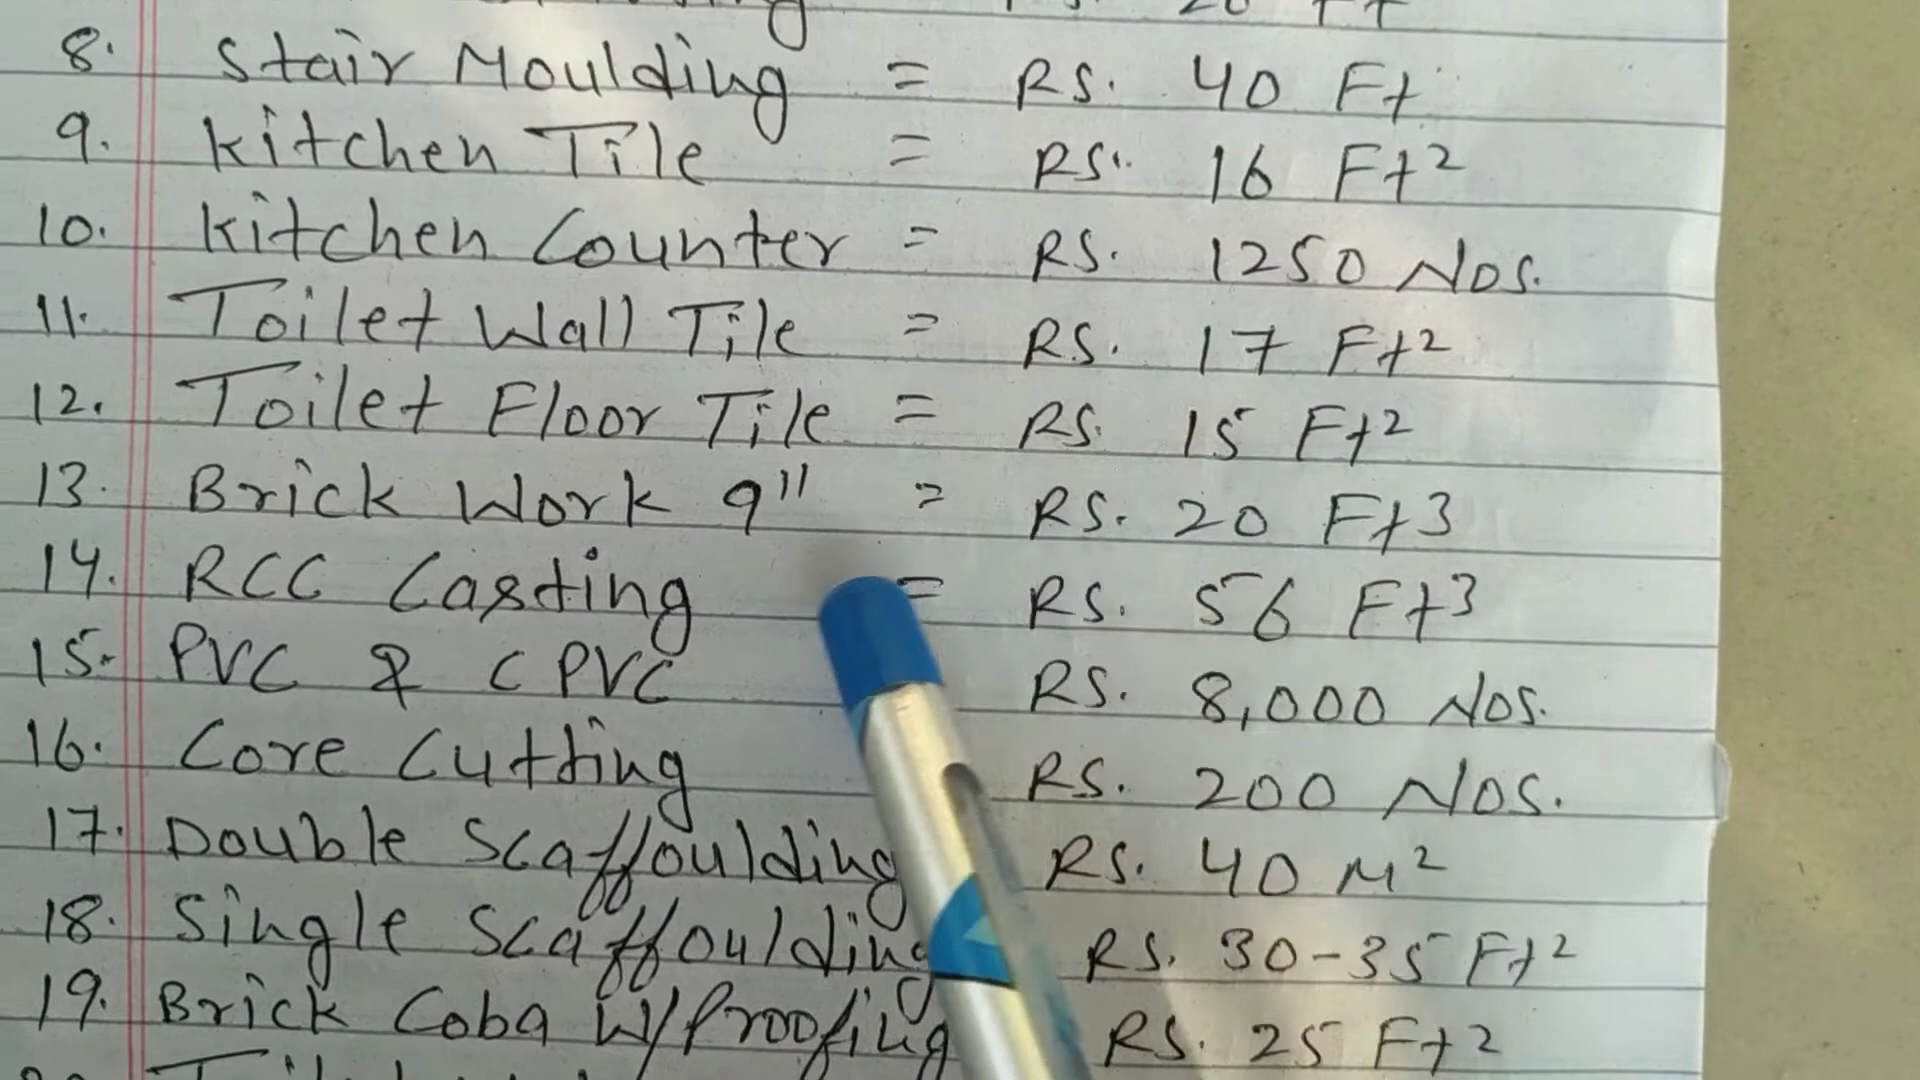 20 Ft
8. Stair Moulding = RS. 40 Ft
9. Kitchen Tile = RS. 16 Ft²
10. Kitchen Counter = RS. 1250 Nos.
11. Toilet Wall Tile = RS. 17 Ft²
12. Toilet Floor Tile = RS. 15 Ft²
13. Brick Work 9" = RS. 20 Ft3
14. RCC Casting = RS. 56 Ft³
15. PVC & CPVC RS. 8,000 Nos.
16. Core Cutting RS. 200 Nos.
17. Double Scaffoulding RS. 40 M²
18. Single Scaffoulding RS. 30-35 Ft²
19. Brick Coba W/Proofing RS. 25 Ft²